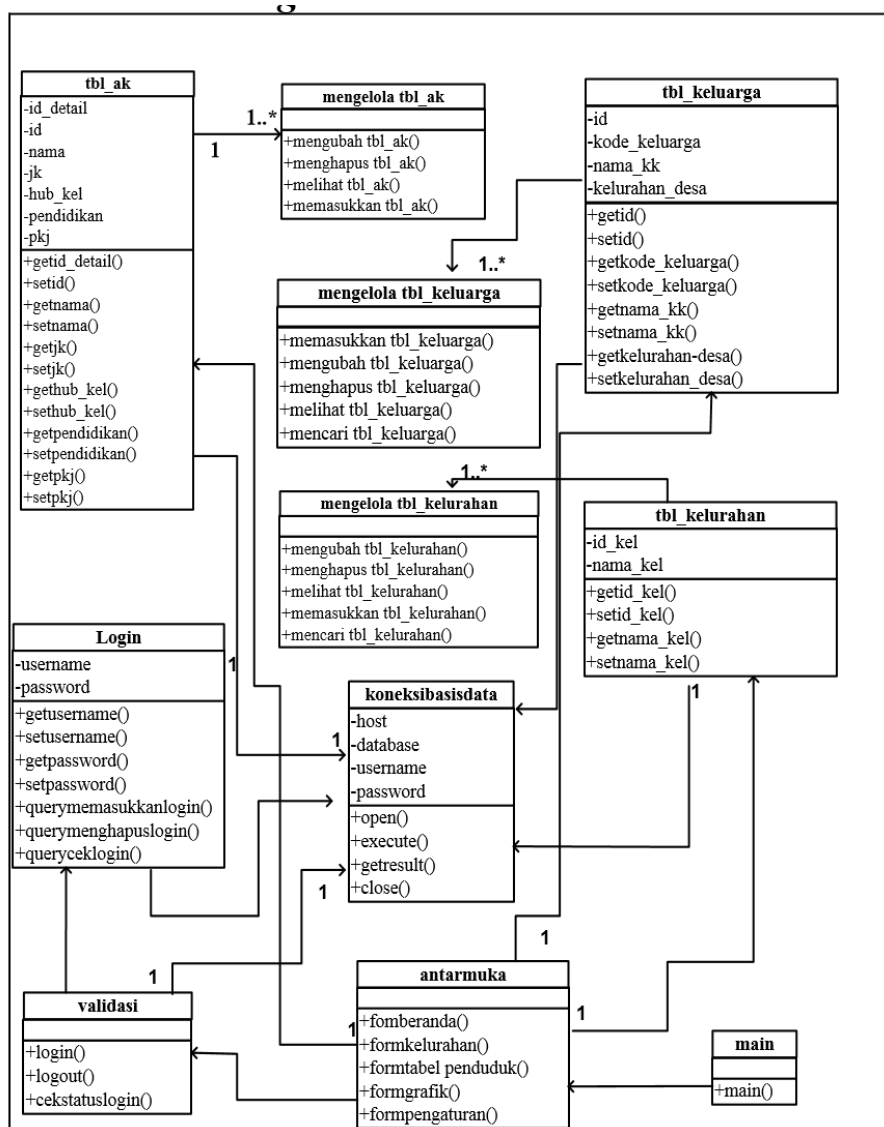 g
tbl_ak
-id_detail
-id
-nama
-jk
-hub_kel
-pendidikan
-pkj
+getid_detail()
+setid()
+getnama()
+setnama()
+getjk()
+setjk()
+gethub_kel()
+sethub_kel()
+getpendidikan()
+setpendidikan()
+getpkj()
+setpkj()
1
1..*
mengelola tbl_ak
+mengubah tbl_ak()
+menghapus tbl_ak()
+melihat tbl_ak()
+memasukkan tbl_ak()
tbl_keluarga
-id
-kode_keluarga
-nama_kk
-kelurahan_desa
+getid()
+setid()
+getkode_keluarga()
+setkode_keluarga()
+getnama_kk()
+setnama_kk()
+getkelurahan-desa()
+setkelurahan_desa()
1..*
mengelola tbl_keluarga
+memasukkan tbl_keluarga()
+mengubah tbl_keluarga()
+menghapus tbl_keluarga()
+melihat tbl_keluarga()
+mencari tbl_keluarga()
1..*
mengelola tbl_kelurahan
+mengubah tbl_kelurahan()
+menghapus tbl_kelurahan()
+melihat tbl_kelurahan()
+memasukkan tbl_kelurahan()
+mencari tbl_kelurahan()
tbl_kelurahan
-id_kel
-nama_kel
+getid_kel()
+setid_kel()
+getnama_kel()
+setnama_kel()
1
Login
-username
-password
+getusername()
+setusername()
+getpassword()
+setpassword()
+querymemasukkanlogin()
+querymenghapuslogin()
+queryceklogin()
1
1
koneksibasisdata
-host
-database
-username
-password
+open()
+execute()
+getresult()
+close()
1
1
validasi
+login()
+logout()
+cekstatuslogin()
1
1
1
antarmuka
+fomberanda()
+formkelurahan()
+formtabel penduduk()
+formgrafik()
+formpengaturan()
main
+main()